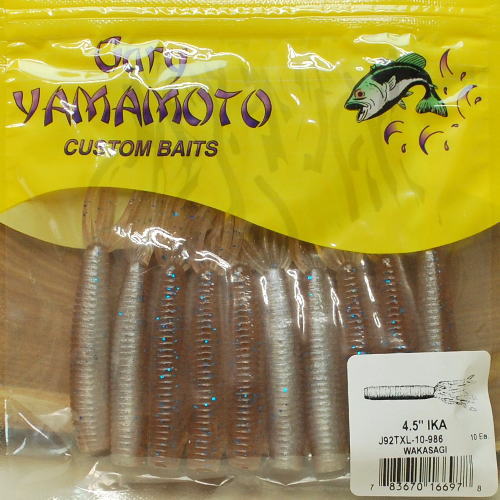 Gary
YAMAMOTO
CUSTOM BAITS
4.5" IKA
J92TXL-10-986 10 Ea.
WAKASAGI
7 83670 16697 8